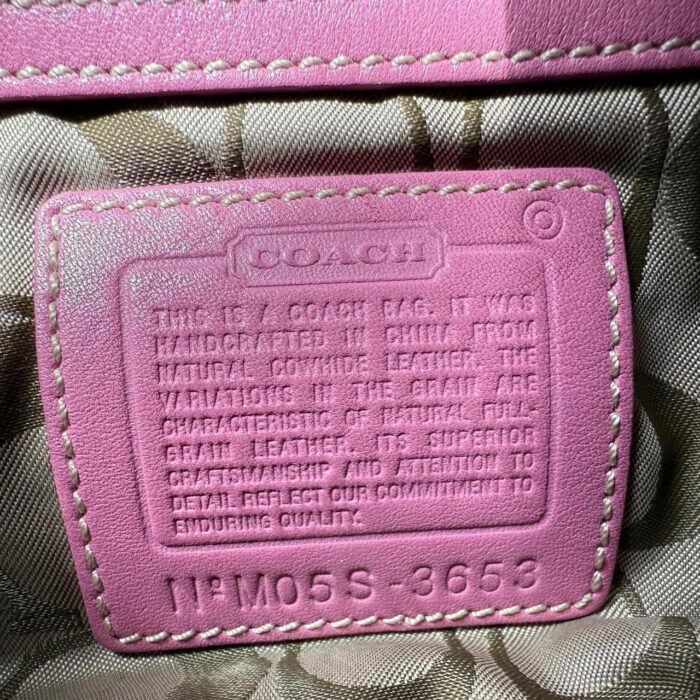 COACH
THIS IS A COACH BAG. IT WAS
HANDCRAFTED IN CHINA FROM
NATURAL COWHIDE LEATHER. THE
VARIATIONS IN THE GRAIN ARE
CHARACTERISTIC OF NATURAL FULL-
GRAIN LEATHER. ITS SUPERIOR
CRAFTSMANSHIP AND ATTENTION TO
DETAIL REFLECT OUR COMMITMENT TO
ENDURING QUALITY.
Nº M05S-3653